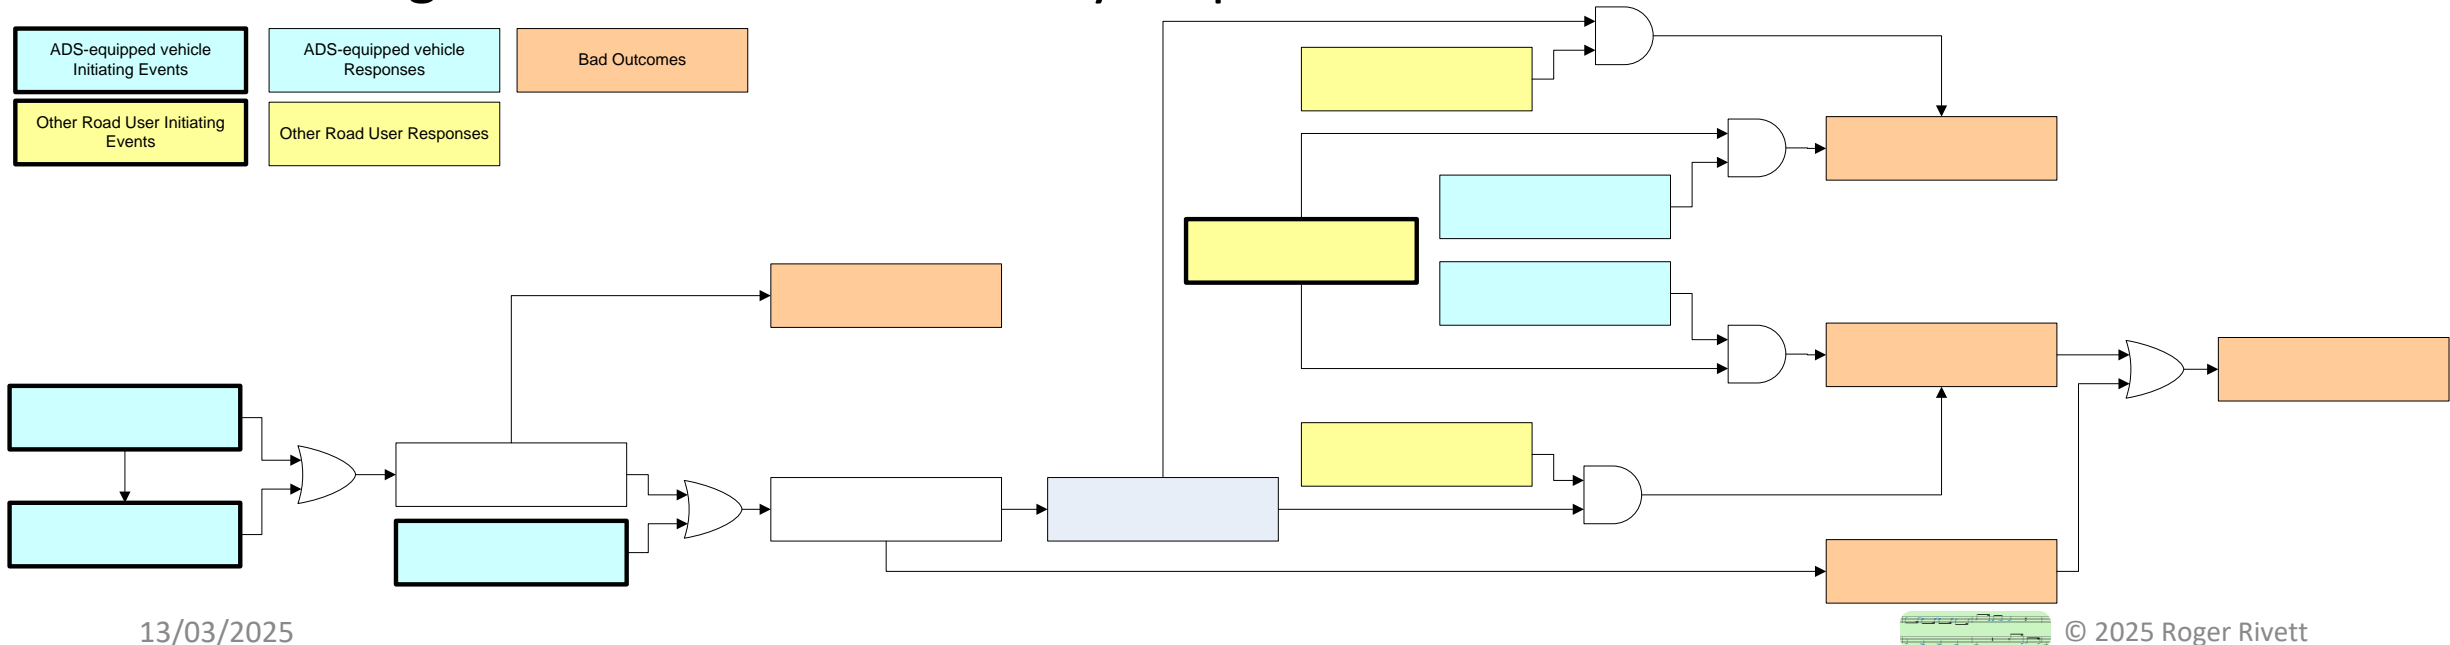 ADS-equipped vehicle
Initiating Events
ADS-equipped vehicle
Responses
Bad Outcomes
Other Road User Initiating
Events
Other Road User Responses
13/03/2025
© 2025 Roger Rivett